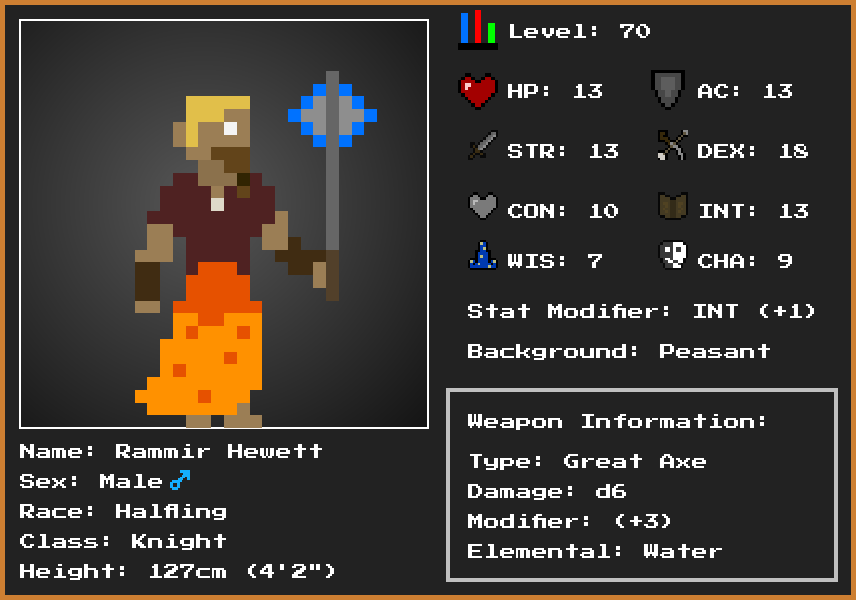 Level: 70
HP: 13
AC: 13
STR: 13
DEX: 18
CON: 10
INT: 13
WIS: 7
CHA: 9
Stat Modifier: INT (+1)
Background: Peasant
Weapon Information:
Type: Great Axe
Damage: d6
Modifier: (+3)
Elemental: Water
Name: Rammir Hewett
Sex: Male ♂
Race: Halfling
Class: Knight
Height: 127cm (4'2")